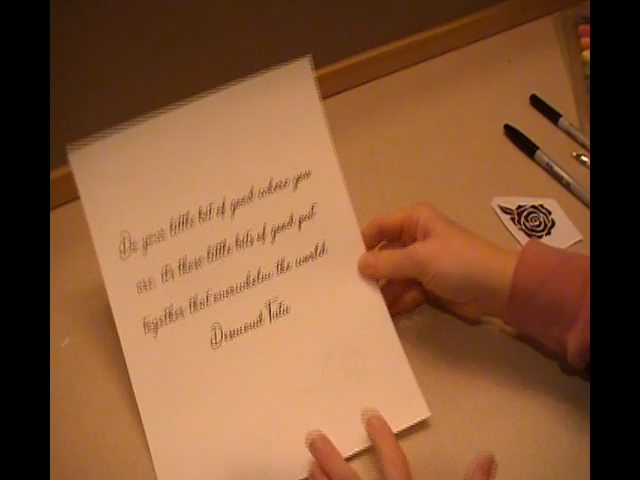 Do your little bit of good where you
are. it's those little bits of good put
together that overwhelm the world.
Desmond Tutu